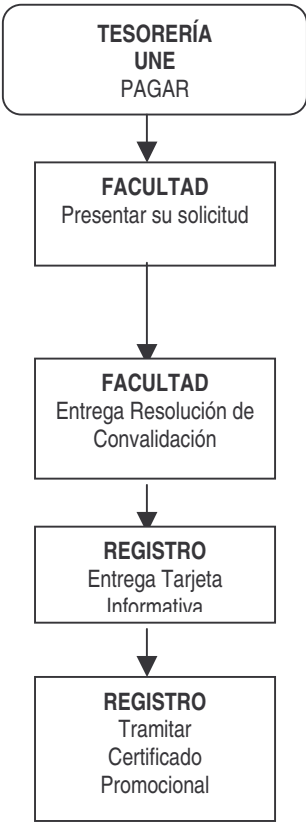 TESORERÍA
UNE
PAGAR
FACULTAD
Presentar su solicitud
FACULTAD
Entrega Resolución de
Convalidación
REGISTRO
Entrega Tarjeta
Informativa
REGISTRO
Tramitar
Certificado
Promocional